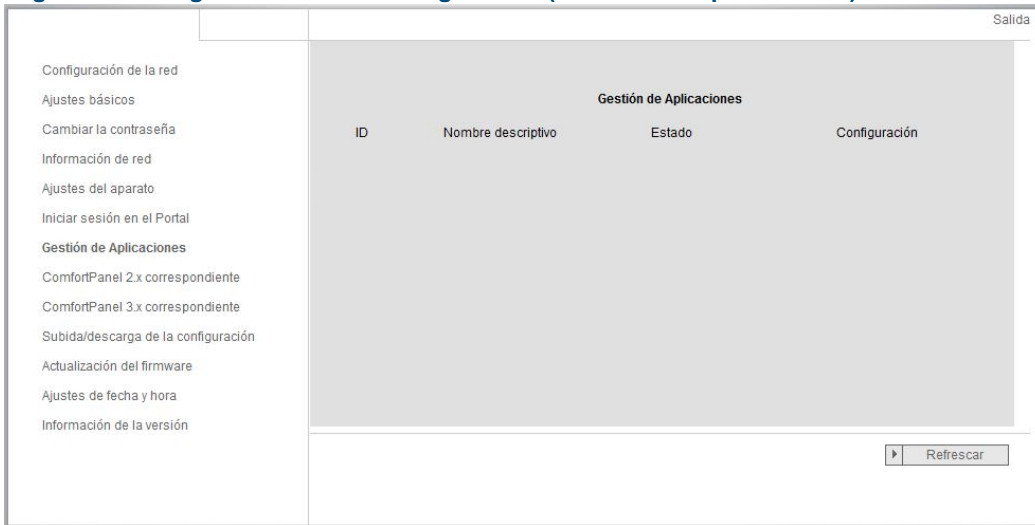 Salida
Configuración de la red
Ajustes básicos
Cambiar la contraseña
Información de red
Ajustes del aparato
Iniciar sesión en el Portal
Gestión de Aplicaciones
ComfortPanel 2.x correspondiente
ComfortPanel 3.x correspondiente
Subida/descarga de la configuración
Actualización del firmware
Ajustes de fecha y hora
Información de la versión
Gestión de Aplicaciones
ID Nombre descriptivo Estado Configuración
Refrescar